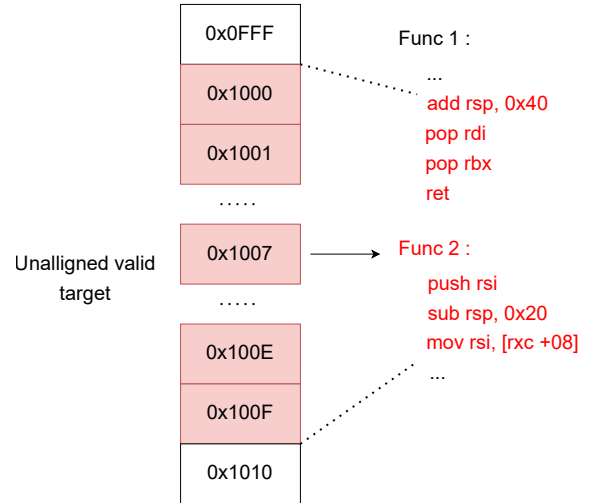 0x0FFF
0x1000
0x1001
.....
0x1007
.....
0x100E
0x100F
0x1010
Unalligned valid
target
Func 1 :
...
add rsp, 0x40
pop rdi
pop rbx
ret
Func 2 :
push rsi
sub rsp, 0x20
mov rsi, [rxc +08]
...